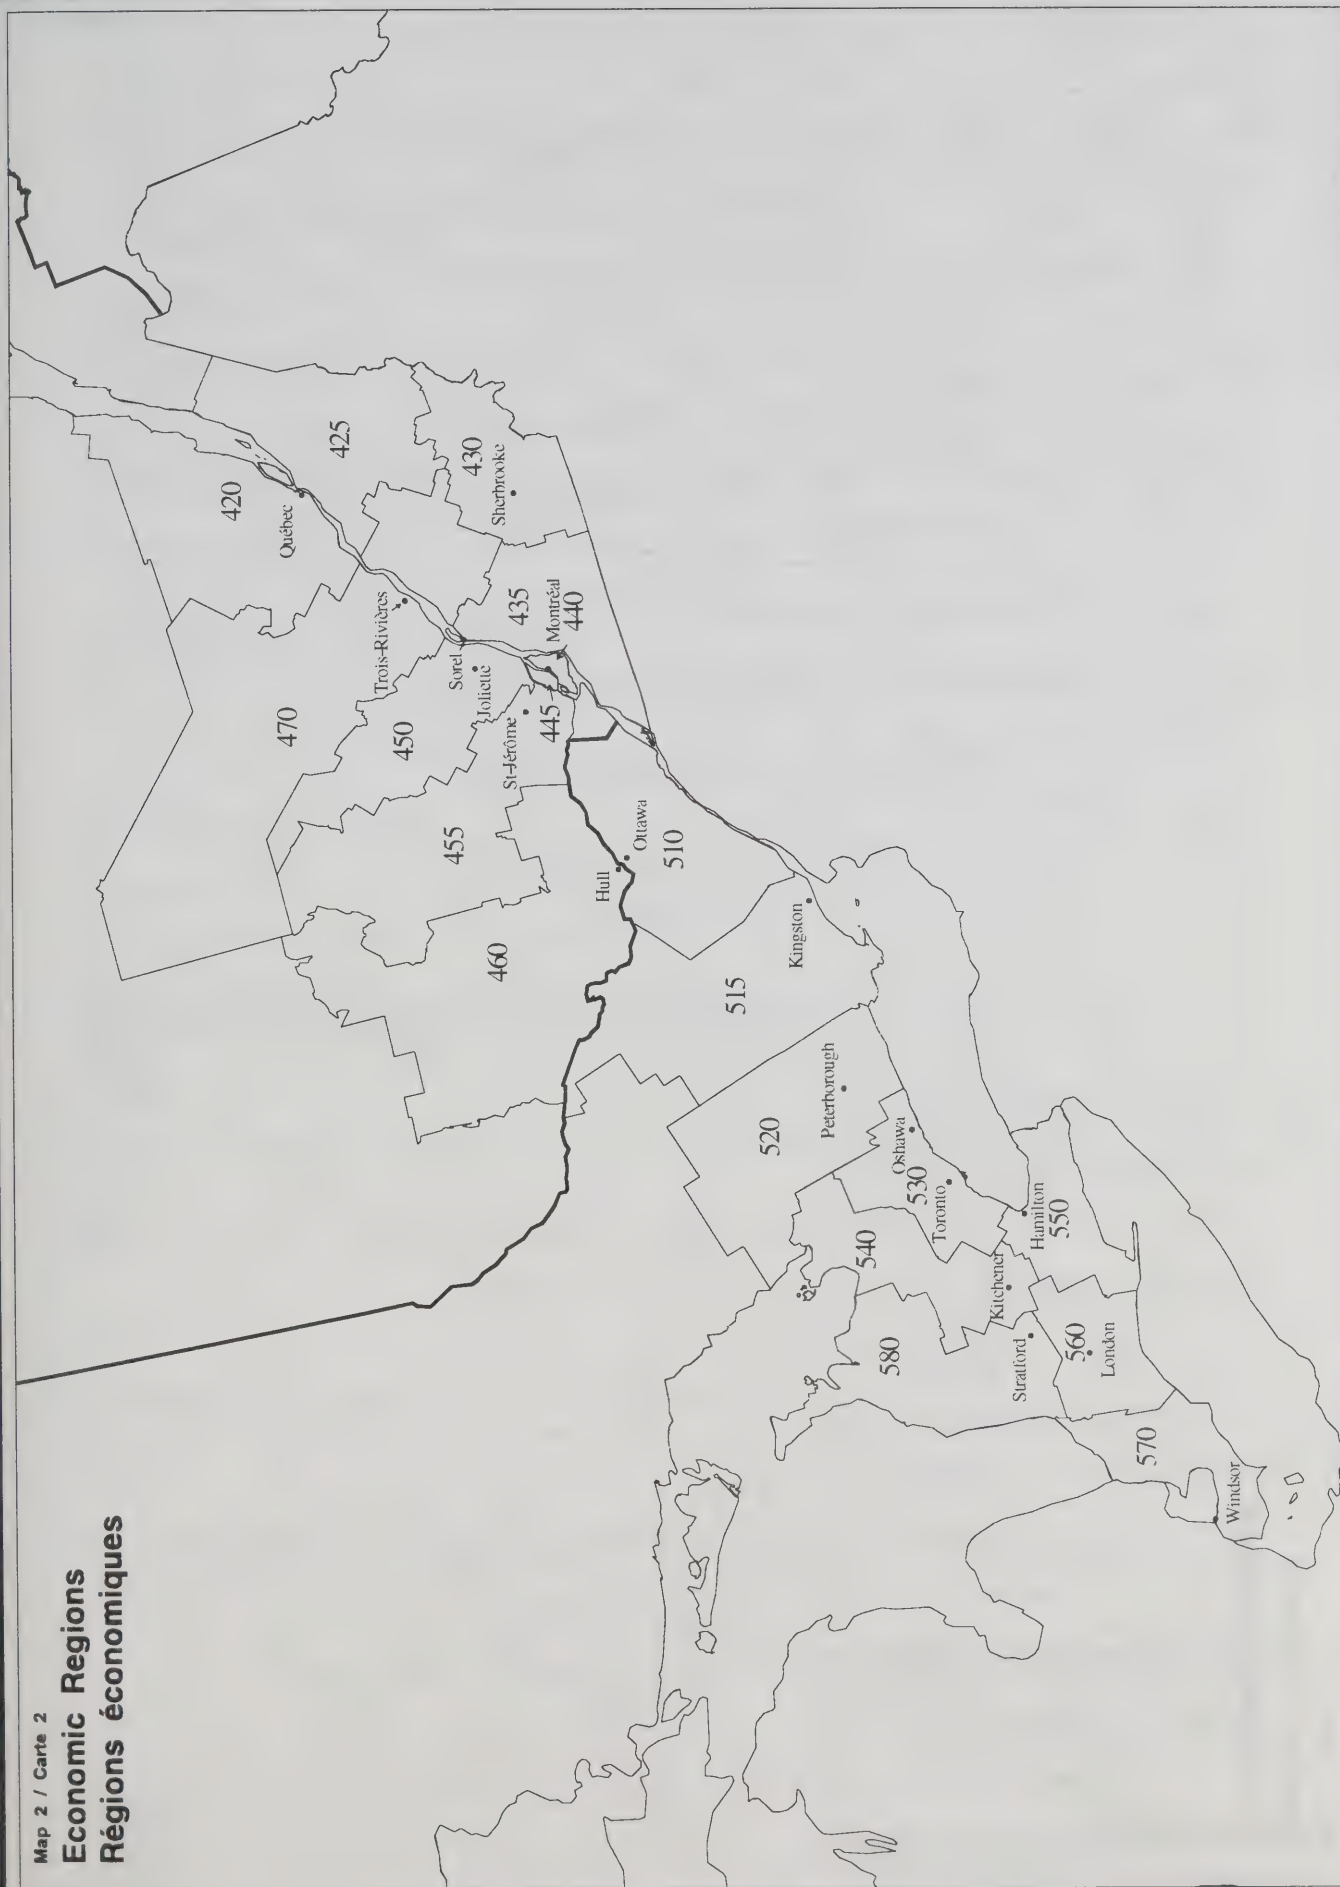 Map 2 / Carte 2
Economic Regions
Régions économiques
420
Québec
425
430
Sherbrooke
Trois-Rivières
470
Sorel
435
Montréal
440
Joliette
450
St-Jérôme
445
455
Hull
Ottawa
510
460
Kingston
515
Peterborough
520
Oshawa
530
Toronto
540
Hamilton
550
Kitchener
580
Stratford
560
London
570
Windsor